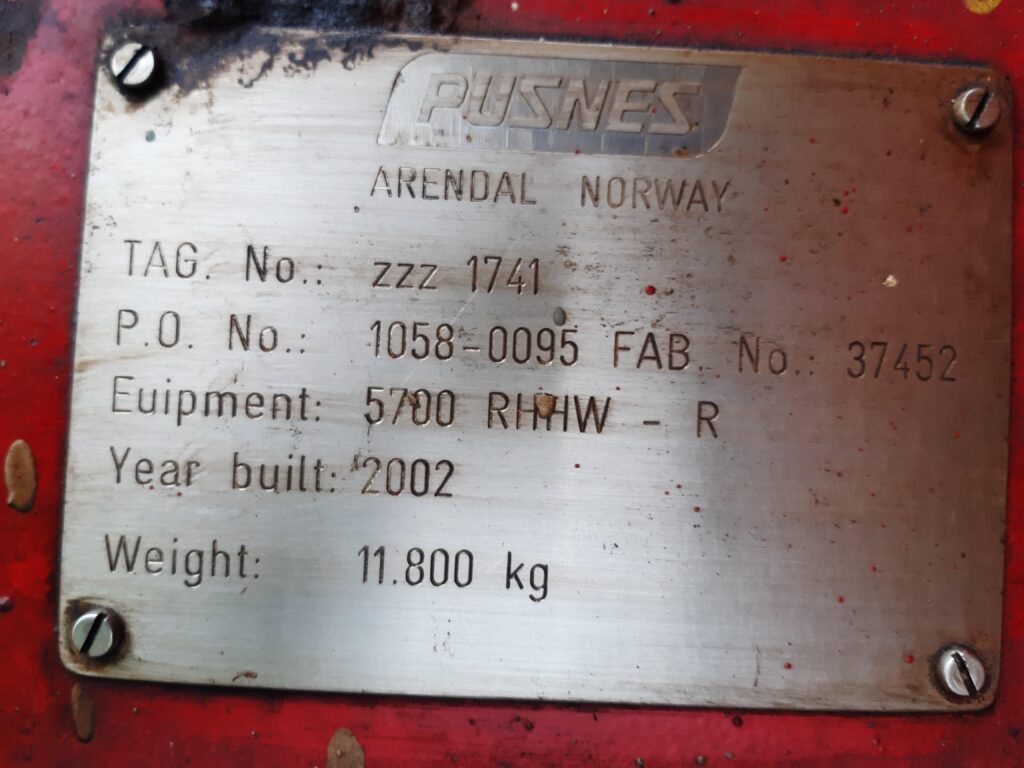 PUSNES
ARENDAL NORWAY
TAG. No.: zzz 1741
P.O. No.: 1058-0095 FAB. No.: 37452
Euipment: 5700 RHHW - R
Year built: 2002
Weight: 11.800 kg